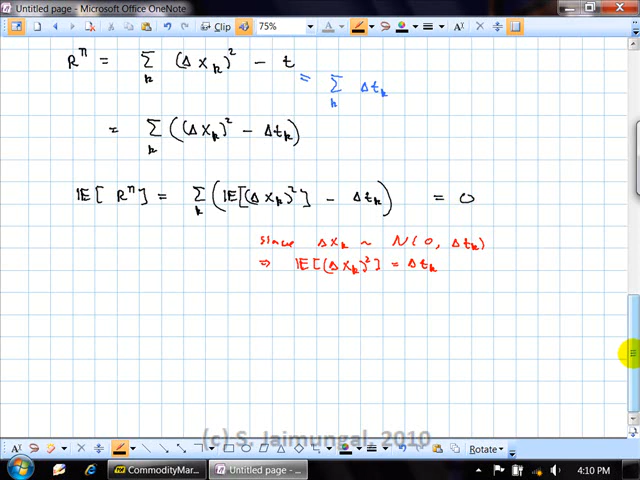 Untitled page - Microsoft Office OneNote
75%
R^π = Σ_k (Δx_k)² - t
= Σ_k Δt_k
= Σ_k ((Δx_k)² - Δt_k)
𝔼[ R^π ] = Σ_k (𝔼[(Δx_k)²] - Δt_k) = 0
since Δx_k ~ N(0, Δt_k)
⇒ 𝔼[(Δx_k)²] = Δt_k
(c) S. Jaimungal, 2010
Rotate
CommodityMar...
Untitled page - M...
4:10 PM